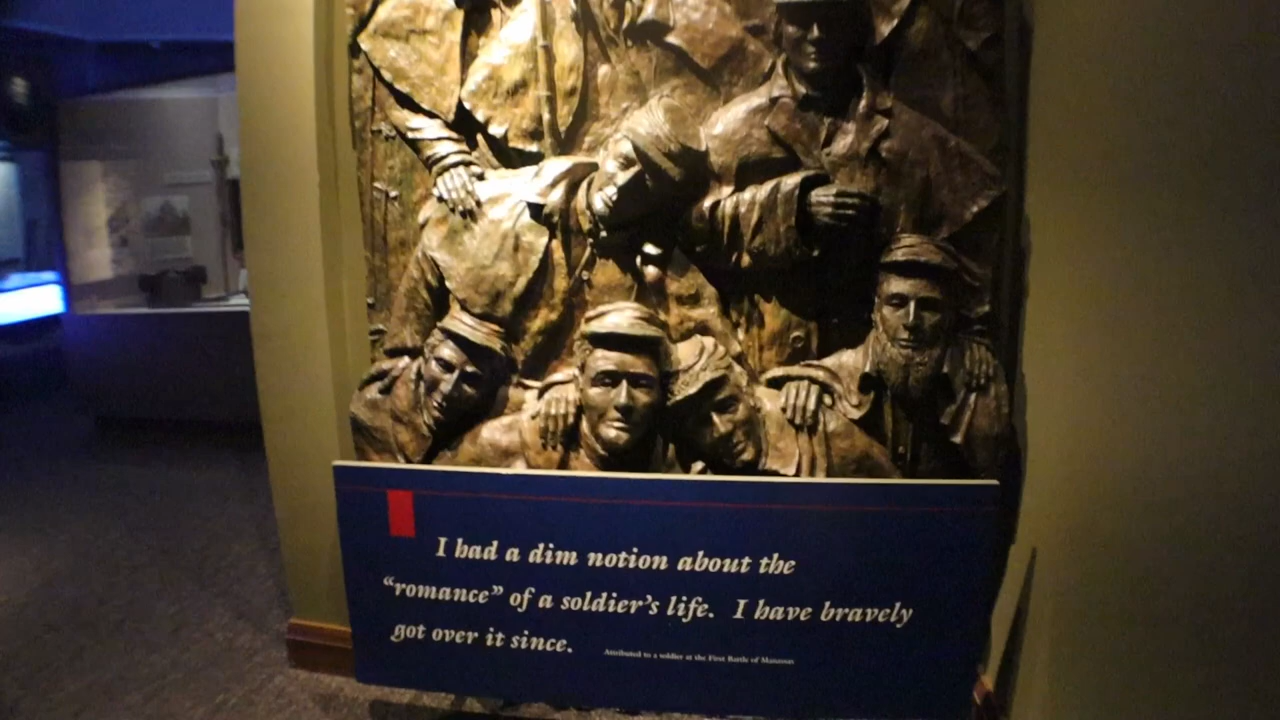 I had a dim notion about the
“romance” of a soldier’s life. I have bravely
got over it since.
Attributed to a soldier at the First Battle of Manassas